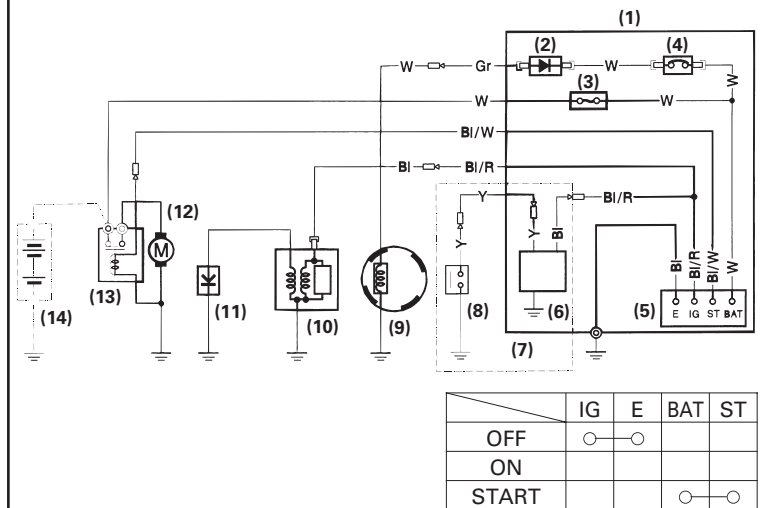 (1)
(2)
(4)
W
Gr
W
W
(3)
W
W
Bl/W
Bl
Bl/R
(12)
M
(13)
(14)
(11)
(10)
(9)
Y
Y
Y
Bl
Bl/R
(8)
(6)
(7)
Bl
Bl/R
Bl/W
W
(5)
E IG ST BAT
IG E BAT ST
OFF
ON
START